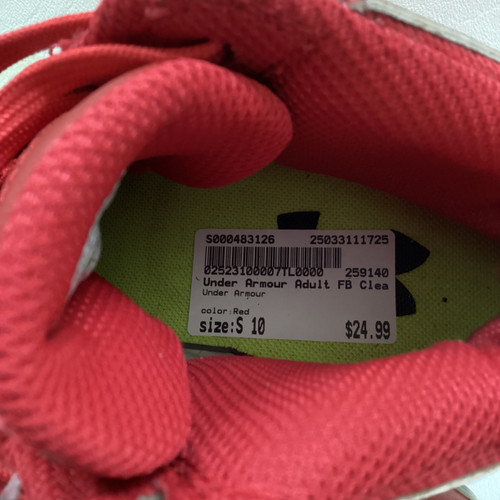 S000483126 25033111725
02523100007TL0000 259140
Under Armour Adult FB Clea
Under Armour
color:Red
size:S 10 $24.99